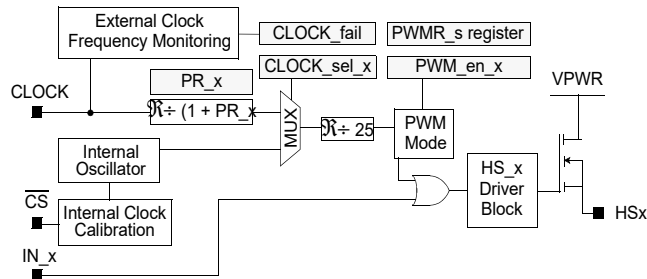 External Clock
Frequency Monitoring
CLOCK_fail
PWMR_s register
CLOCK_sel_x
PWM_en_x
PR_x
VPWR
CLOCK
ℜ÷ (1 + PR_x
MUX
ℜ÷ 25
PWM
Mode
Internal
Oscillator
HS_x
Driver
Block
CS
Internal Clock
Calibration
HSx
IN_x